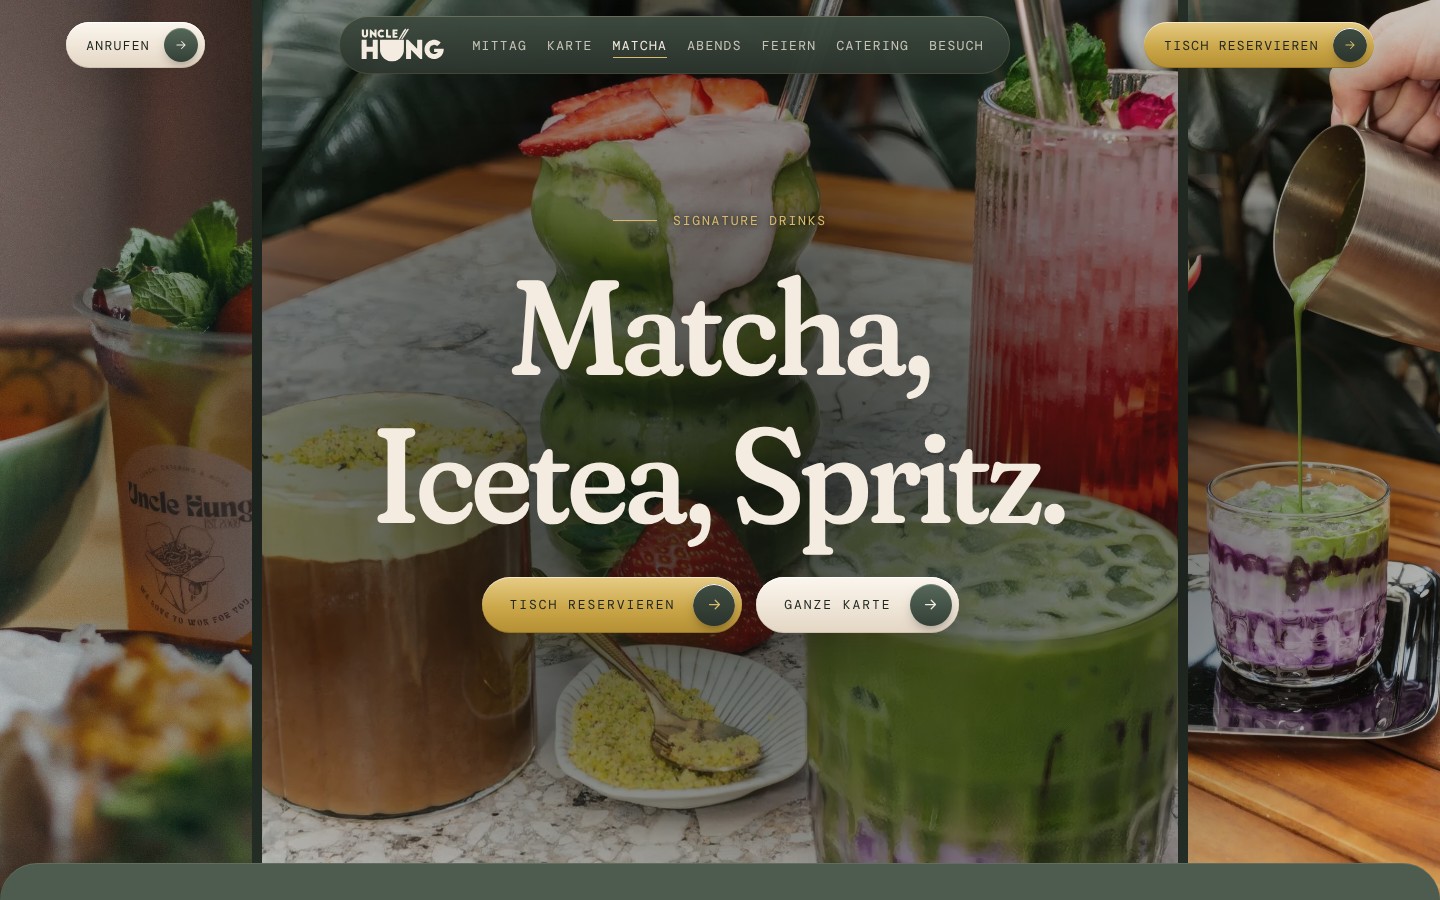 ANRUFEN
UNCLE
HUNG
MITTAG
KARTE
MATCHA
ABENDS
FEIERN
CATERING
BESUCH
TISCH RESERVIEREN
SIGNATURE DRINKS
Matcha,
Icetea, Spritz.
TISCH RESERVIEREN
GANZE KARTE
Uncle Hung